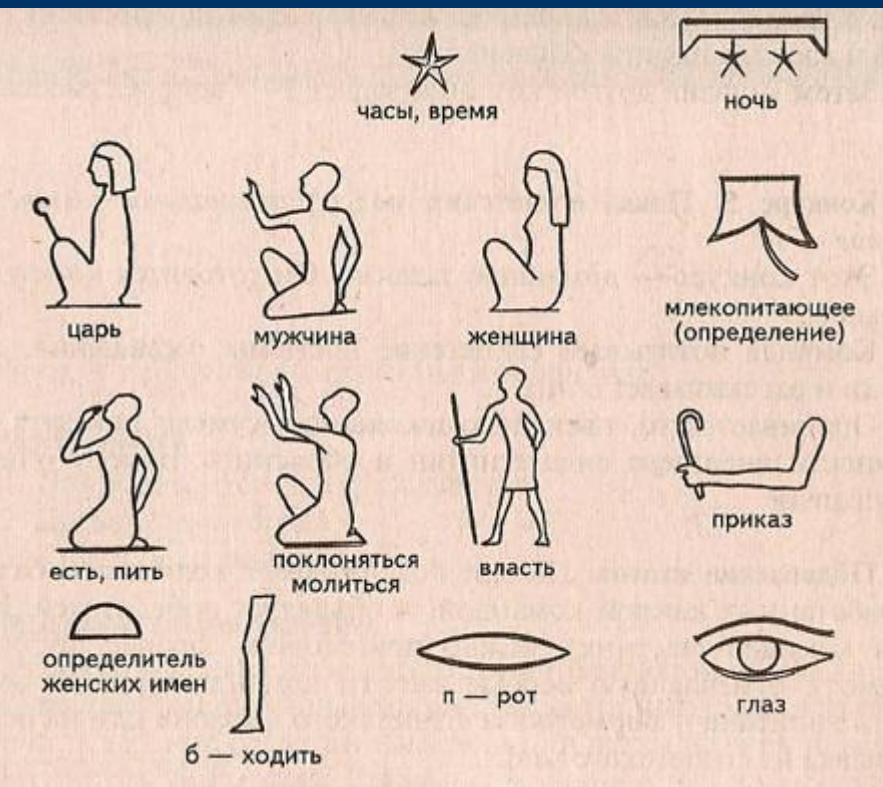 часы, время
ночь
царь
мужчина
женщина
млекопитающее
(определение)
есть, пить
поклоняться
молиться
власть
приказ
определитель
женских имен
б — ходить
п — рот
глаз